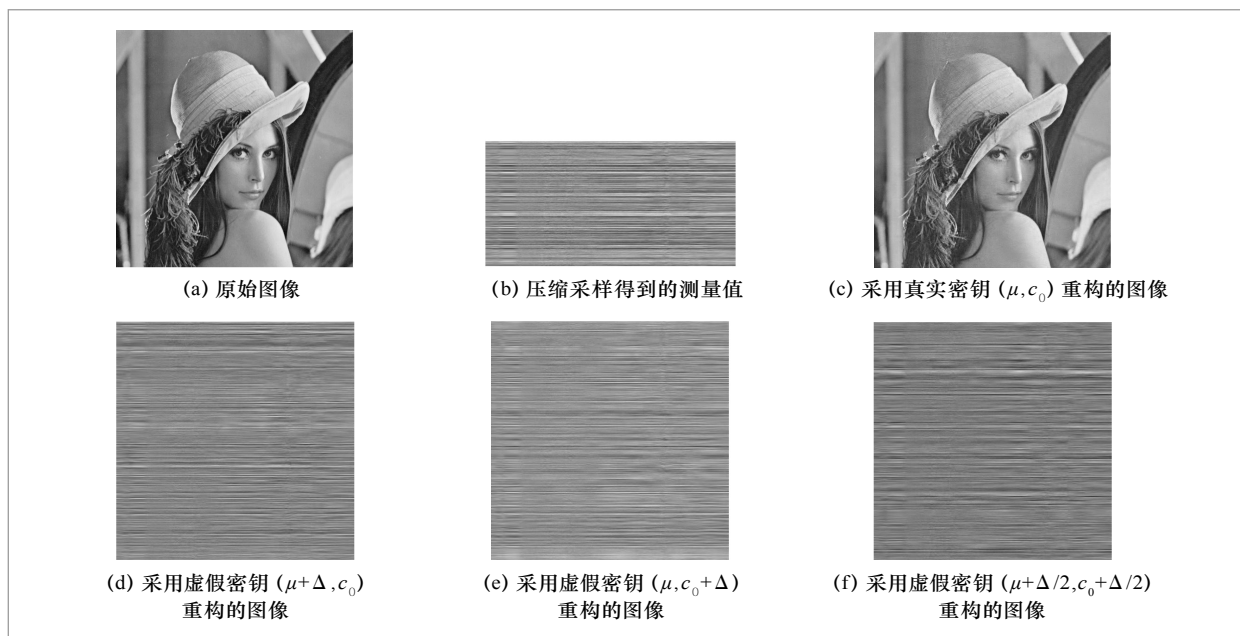 (a) 原始图像
(b) 压缩采样得到的测量值
(c) 采用真实密钥 (μ,c₀) 重构的图像
(d) 采用虚假密钥 (μ+Δ,c₀)
重构的图像
(e) 采用虚假密钥 (μ,c₀+Δ)
重构的图像
(f) 采用虚假密钥 (μ+Δ/2,c₀+Δ/2)
重构的图像